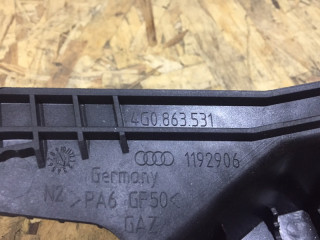 4G0.863.531
1192906
Germany
N2 >PA6 GF50<
GAZ